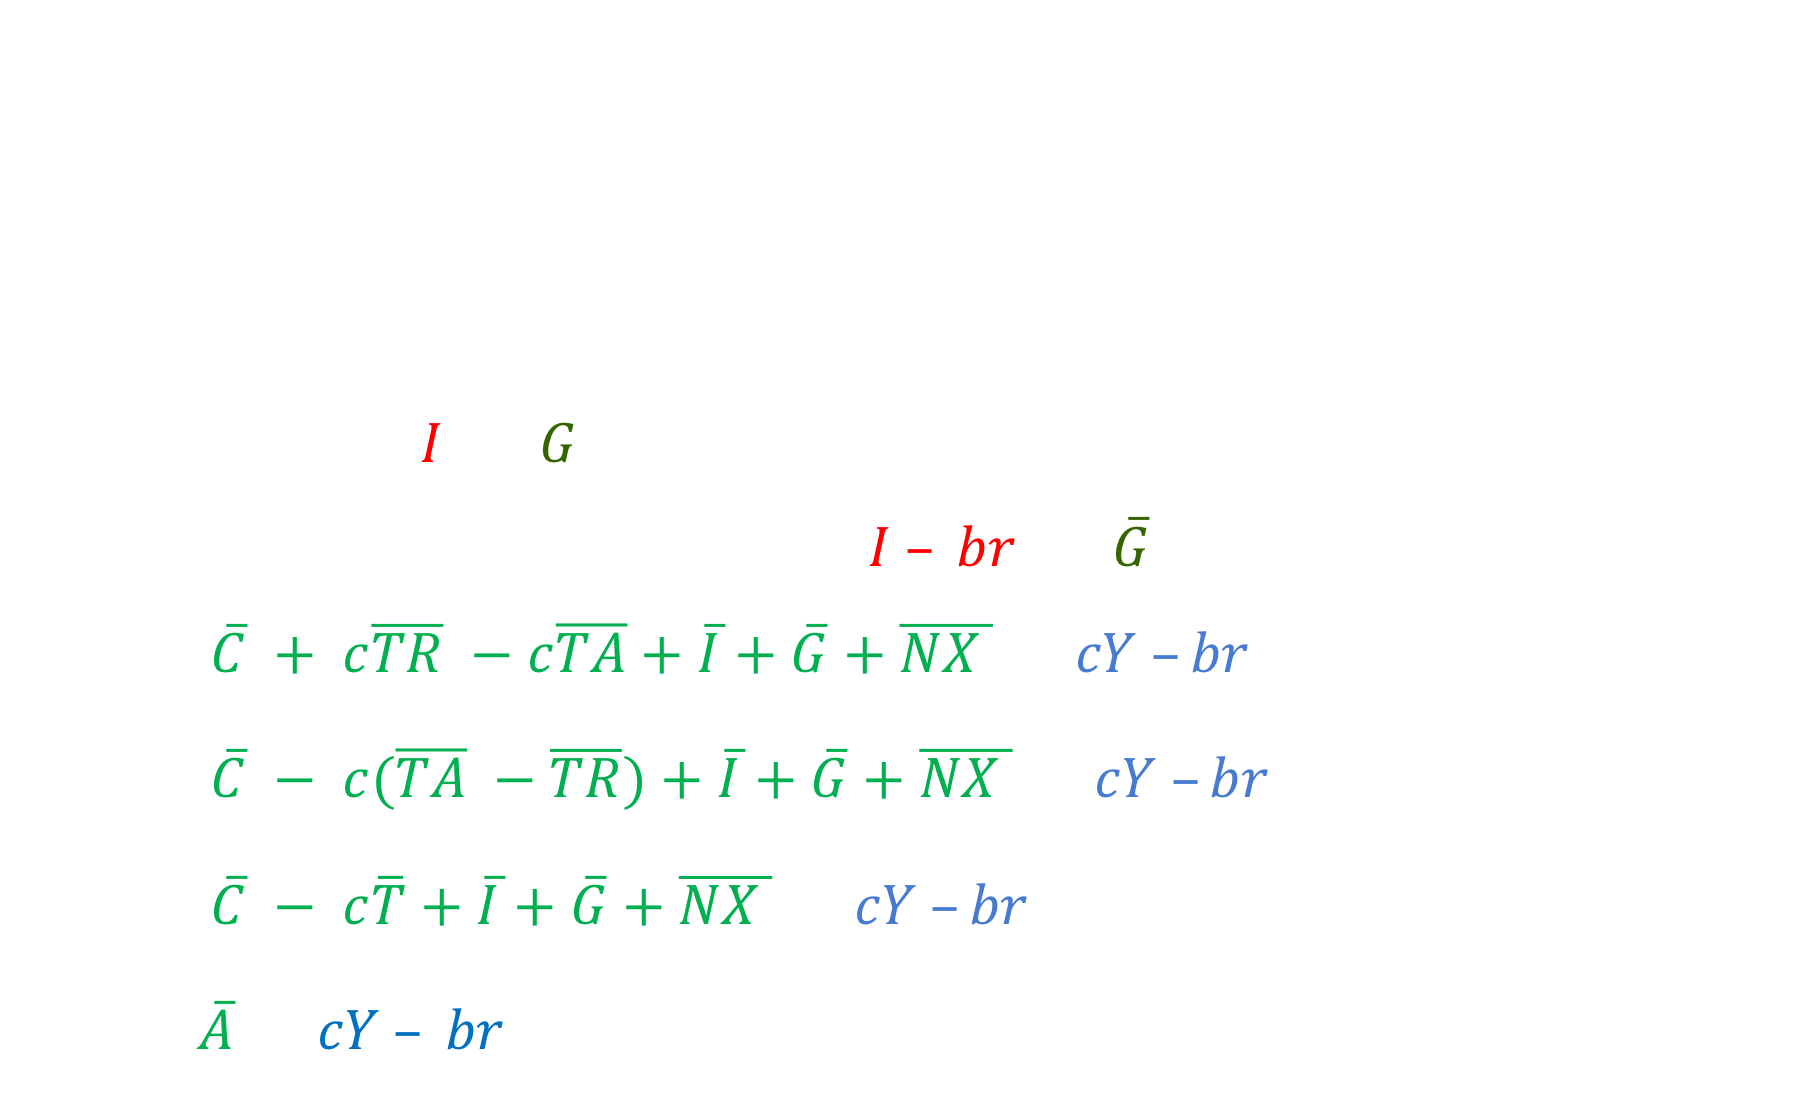 I G
I – br G̅
C̅ + cT̅R̅ − cT̅A̅ + I̅ + G̅ + N̅X̅ cY – br
C̅ − c(T̅A̅ − T̅R̅) + I̅ + G̅ + N̅X̅ cY – br
C̅ − cT̅ + I̅ + G̅ + N̅X̅ cY – br
A̅ cY – br